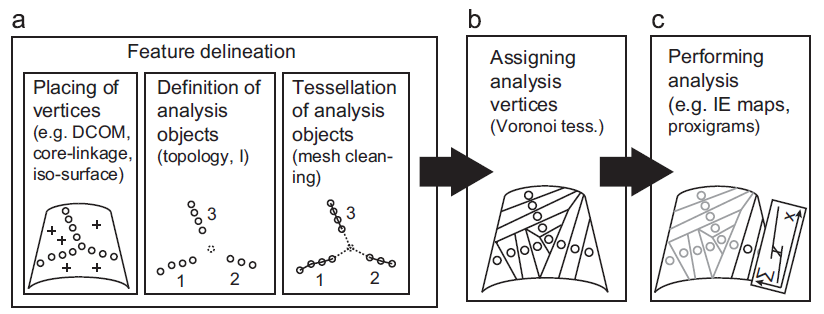 a
Feature delineation
Placing of
vertices
(e.g. DCOM,
core-linkage,
iso-surface)
Definition of
analysis
objects
(topology, I)
3
1
2
Tessellation
of analysis
objects
(mesh clean-
ing)
3
1
2
b
Assigning
analysis
vertices
(Voronoi tess.)
c
Performing
analysis
(e.g. IE maps,
proxigrams)
Σ
X